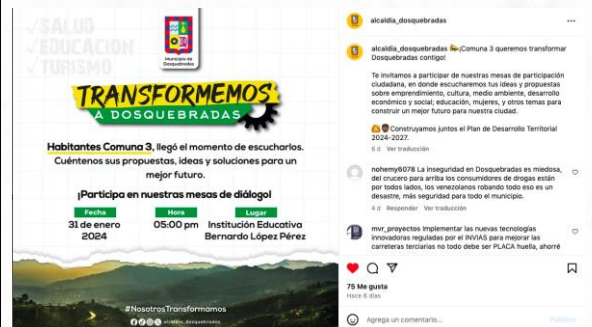 ✓SALUD
✓EDUCACIÓN
✓TURISMO
Municipio de
Dosquebradas
TRANSFORMEMOS
A DOSQUEBRADAS
Habitantes Comuna 3, llegó el momento de escucharlos.
Cuéntenos sus propuestas, ideas y soluciones para un
mejor futuro.
¡Participa en nuestras mesas de diálogo!
Fecha
31 de enero
2024
Hora
05:00 pm
Lugar
Institución Educativa
Bernardo López Pérez
#NosotrosTransformamos
alcaldia_dosquebradas
alcaldia_dosquebradas
alcaldia_dosquebradas ¡Comuna 3 queremos transformar
Dosquebradas contigo!
Te invitamos a participar de nuestras mesas de participación
ciudadana, en donde escucharemos tus ideas y propuestas
sobre emprendimiento, cultura, medio ambiente, desarrollo
económico y social; educación, mujeres, y otros temas para
construir un mejor futuro para nuestra ciudad.
Construyamos juntos el Plan de Desarrollo Territorial
2024-2027.
6 d Ver traducción
nohemy6078 La inseguridad en Dosquebradas es miedosa,
del crucero para arriba los consumidores de drogas están
por todos lados, los venezolanos robando todo eso es un
desastre, más seguridad para todo el municipio.
4 d Responder Ver traducción
mvr_proyectos Implementar las nuevas tecnologías
innovadoras reguladas por el INVIAS para mejorar las
carreteras terciarias no todo debe ser PLACA huella, ahorré
75 Me gusta
Hace 6 días
Agrega un comentario...
Publicar